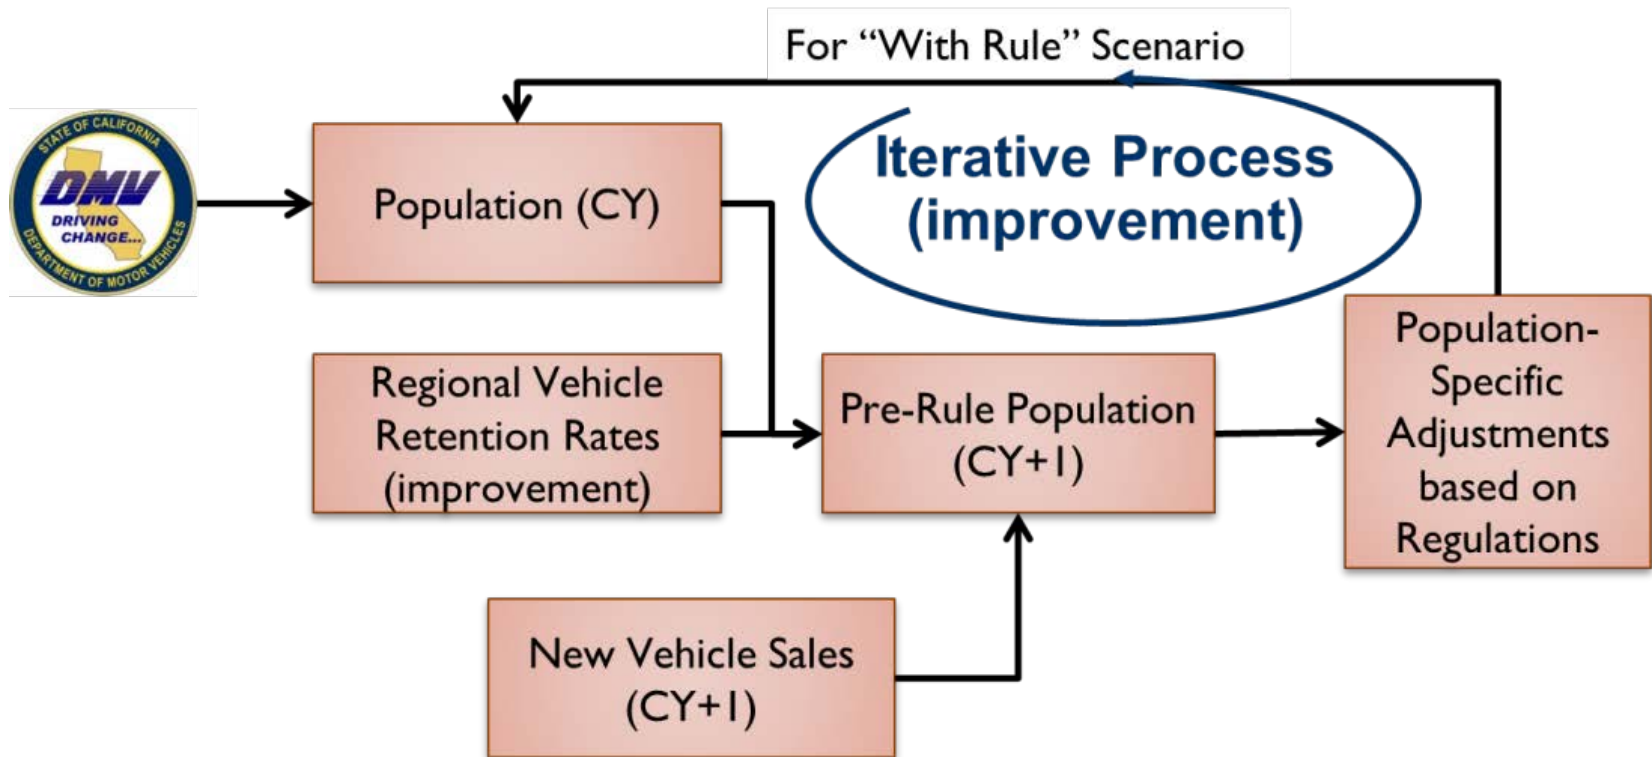 For “With Rule” Scenario
STATE OF CALIFORNIA
DMV
DRIVING
CHANGE...
DEPARTMENT OF MOTOR VEHICLES
Population (CY)
Iterative Process
(improvement)
Regional Vehicle
Retention Rates
(improvement)
Pre-Rule Population
(CY+1)
Population-
Specific
Adjustments
based on
Regulations
New Vehicle Sales
(CY+1)